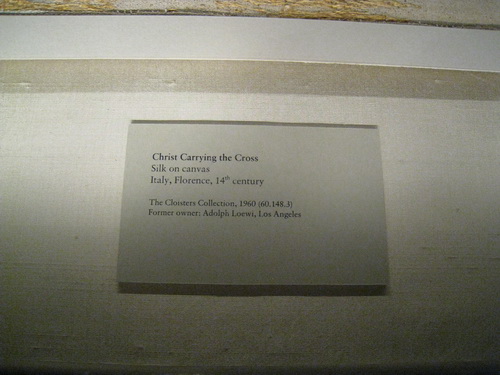 Christ Carrying the Cross
Silk on canvas
Italy, Florence, 14th century
The Cloisters Collection, 1960 (60.148.3)
Former owner: Adolph Loewi, Los Angeles